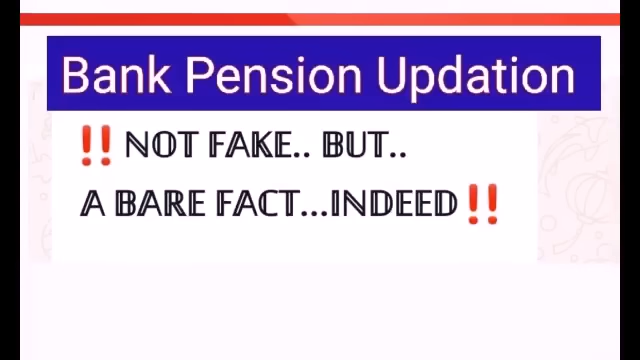 Bank Pension Updation
‼️ NOT FAKE.. BUT..
A BARE FACT...INDEED‼️